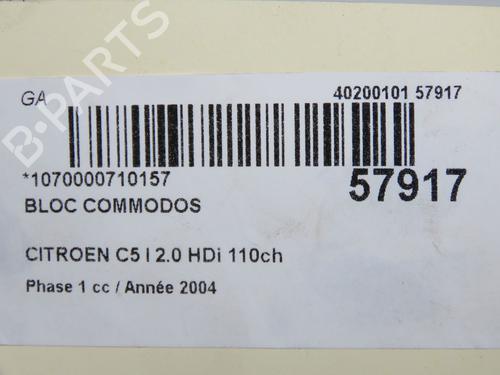 GA
40200101 57917
*1070000710157
57917
BLOC COMMODOS
CITROEN C5 I 2.0 HDi 110ch
Phase 1 cc / Année 2004
B-PARTS